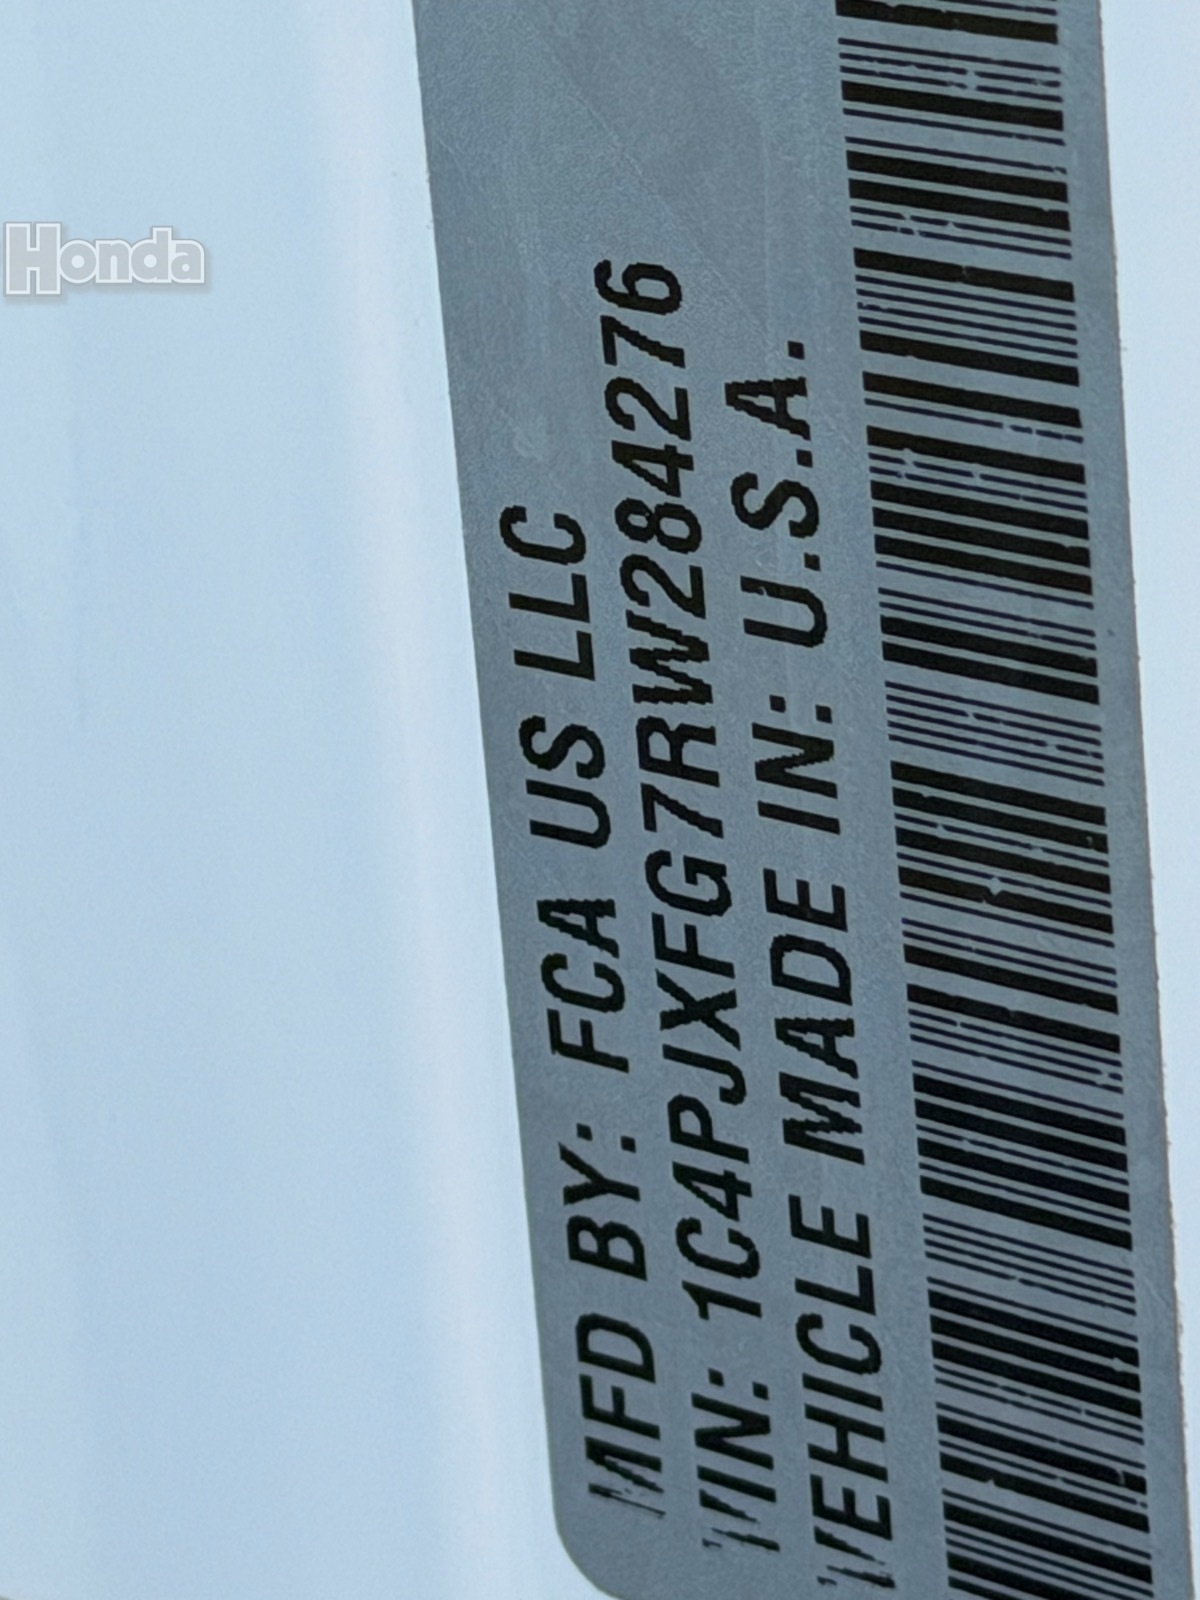 Honda
MFD BY: FCA US LLC
VIN: 1C4PJXFG7RW284276
VEHICLE MADE IN: U.S.A.